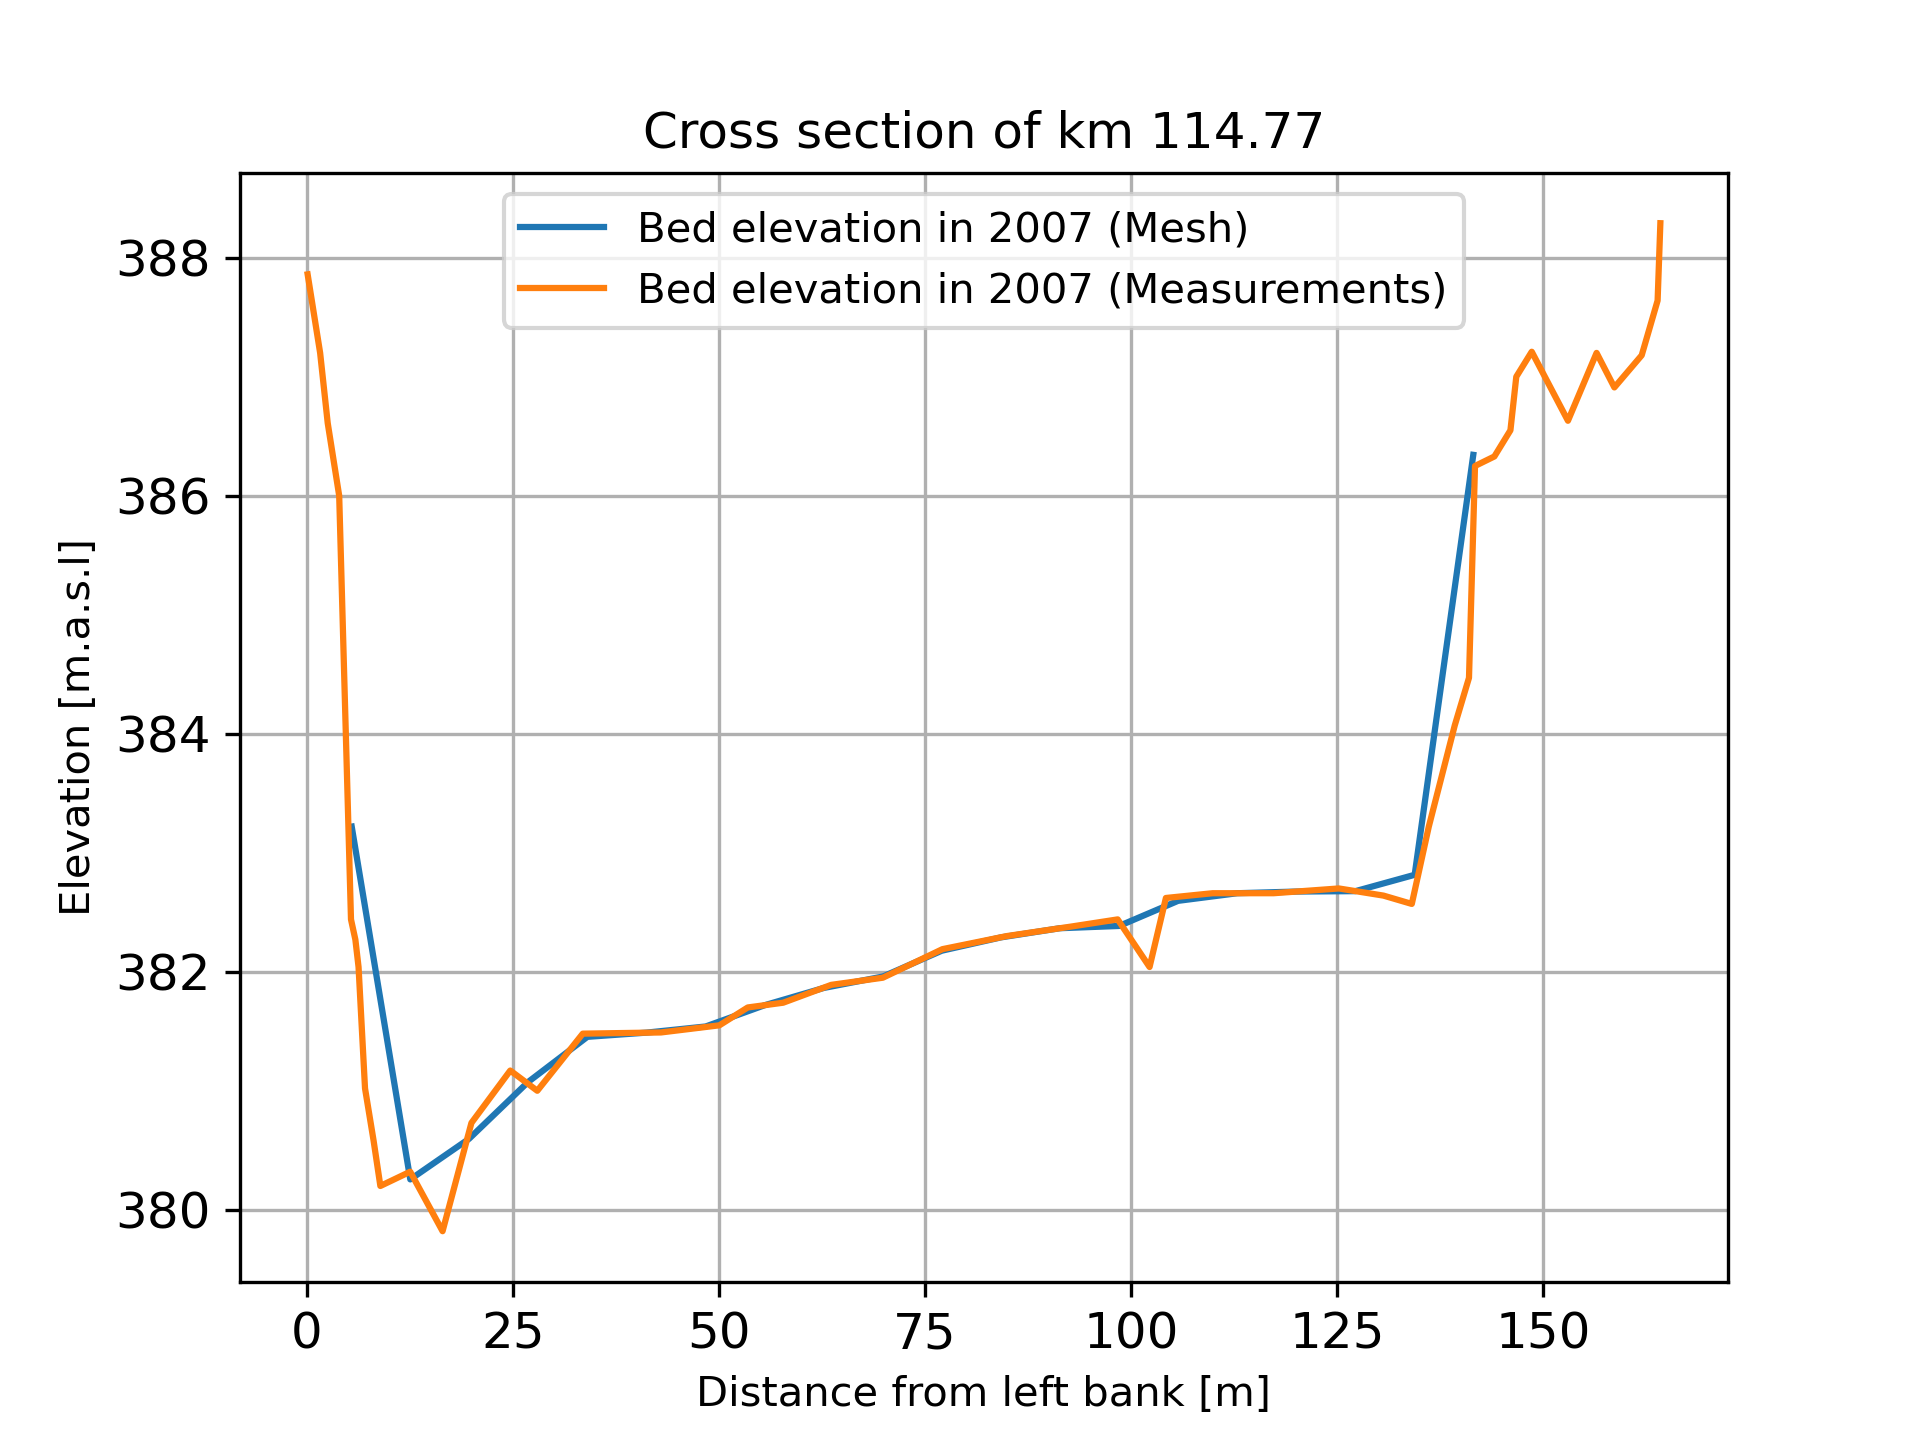 Cross section of km 114.77
Bed elevation in 2007 (Mesh)
Bed elevation in 2007 (Measurements)
388
386
384
382
380
Elevation [m.a.s.l]
0 25 50 75 100 125 150
Distance from left bank [m]